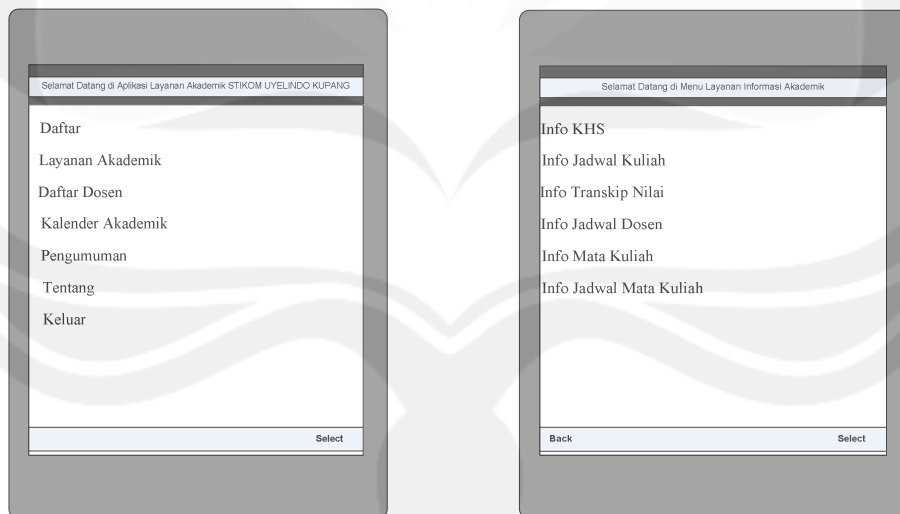 Selamat Datang di Aplikasi Layanan Akademik STIKOM UYELINDO KUPANG
Daftar
Layanan Akademik
Daftar Dosen
Kalender Akademik
Pengumuman
Tentang
Keluar
Select
Selamat Datang di Menu Layanan Informasi Akademik
Info KHS
Info Jadwal Kuliah
Info Transkip Nilai
Info Jadwal Dosen
Info Mata Kuliah
Info Jadwal Mata Kuliah
Back Select